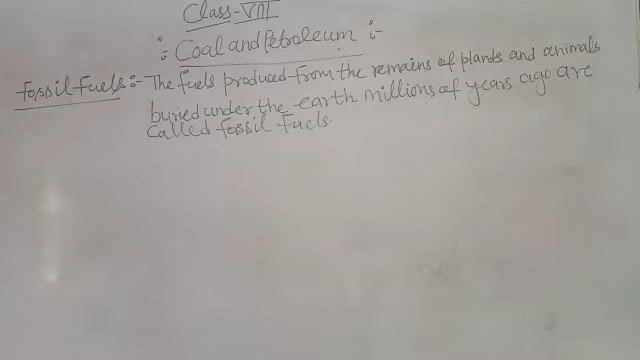 Class-VIII
:- Coal and Petroleum :-
fossil fuels:- The fuels produced from the remains of plants and animals
buried under the earth millions of years ago are
called fossil fuels.